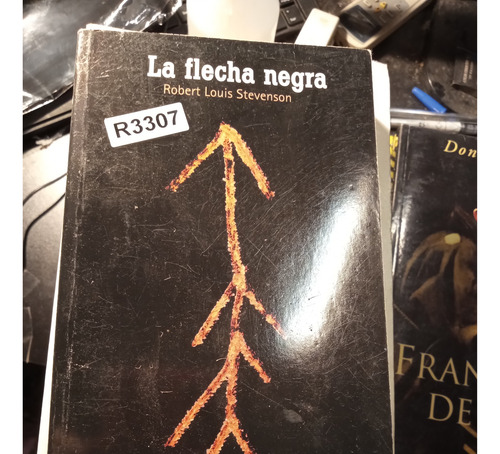 La flecha negra
Robert Louis Stevenson
R3307
Don
FRAN
DE